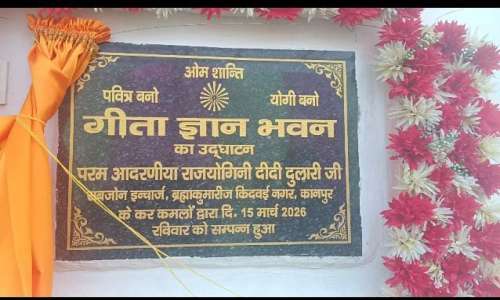 ओम शान्ति
पवित्र बनो योगी बनो
गीता ज्ञान भवन
का उद्घाटन
परम आदरणीया राजयोगिनी दीदी दुलारी जी
सबजोन इन्चार्ज, ब्रह्माकुमारीज किदवई नगर, कानपुर
के कर कमलों द्वारा दि. 15 मार्च 2026
रविवार को सम्पन्न हुआ